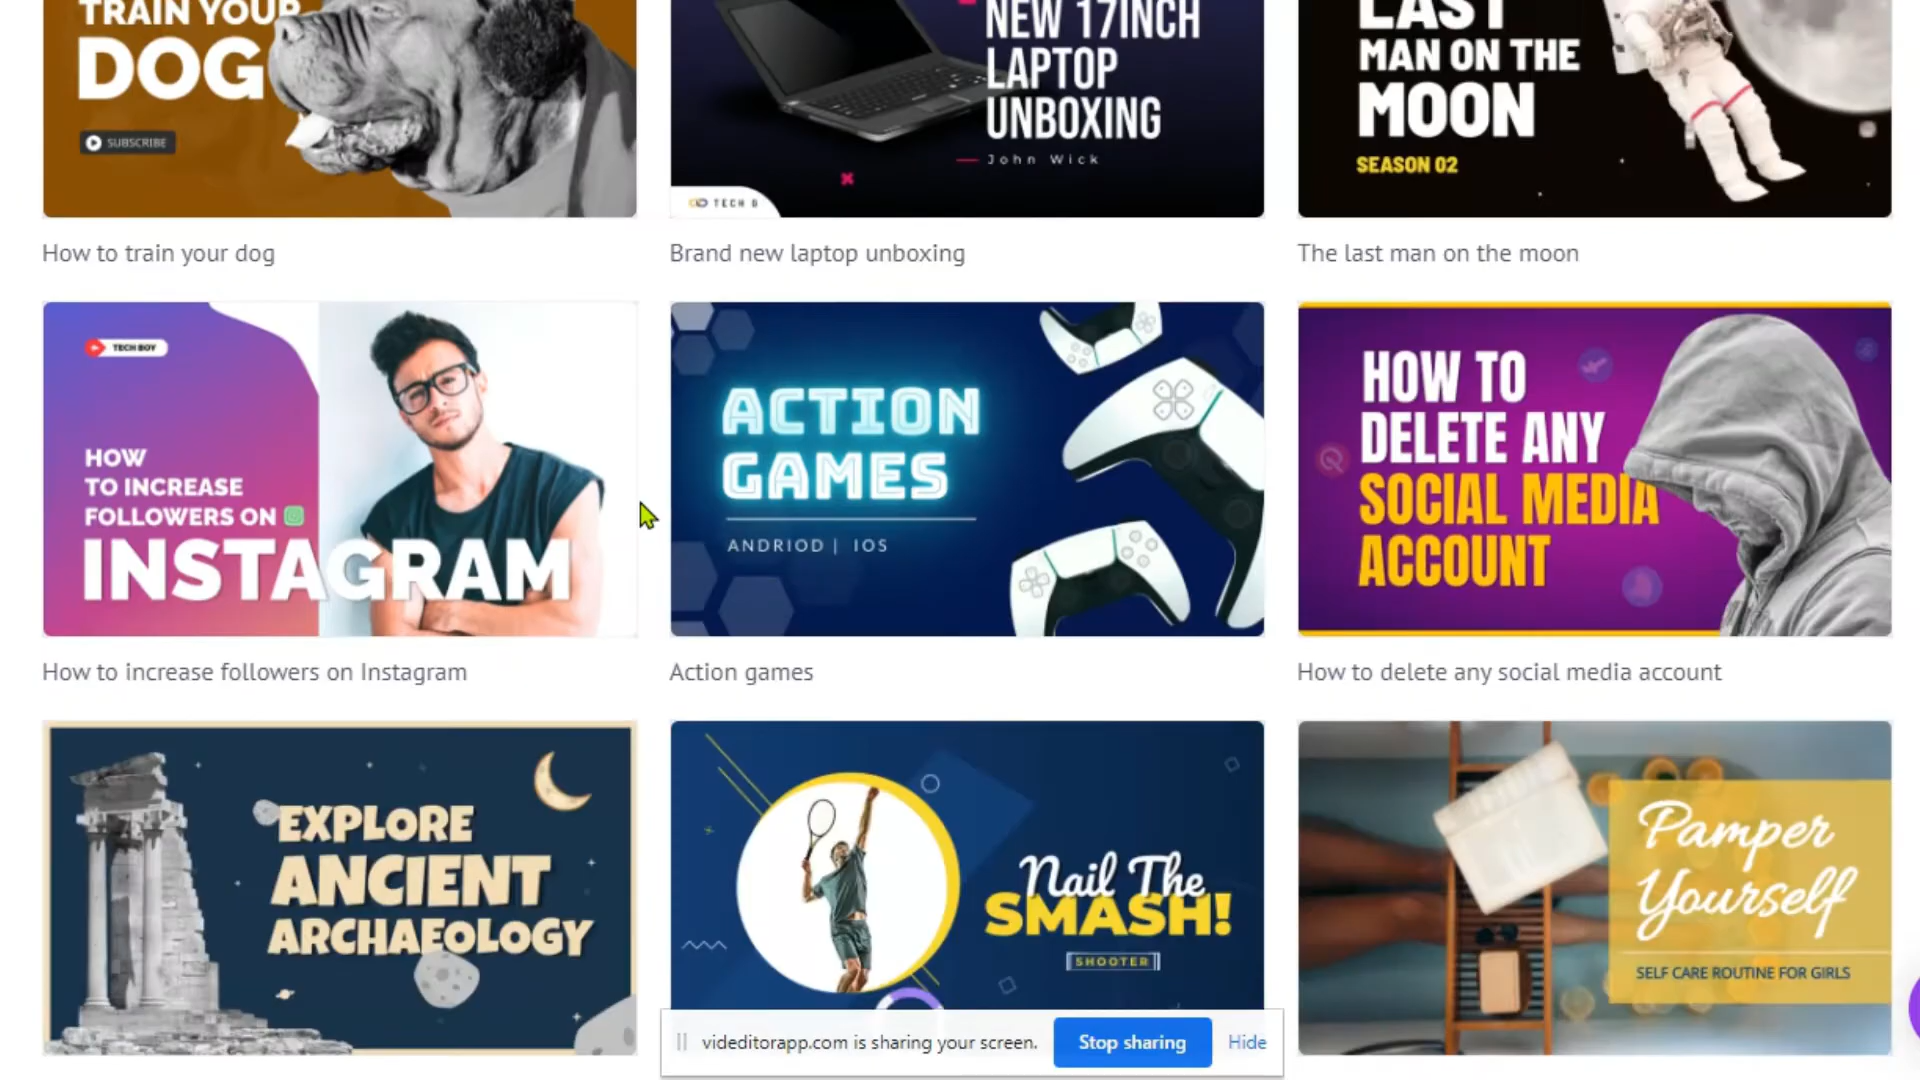 TRAIN YOUR
DOG
SUBSCRIBE
How to train your dog
NEW 17INCH
LAPTOP
UNBOXING
John Wick
TECH
Brand new laptop unboxing
LAST
MAN ON THE
MOON
SEASON 02
The last man on the moon
TECH BOY
HOW
TO INCREASE
FOLLOWERS ON
INSTAGRAM
How to increase followers on Instagram
ACTION
GAMES
ANDRIOD | IOS
Action games
HOW TO
DELETE ANY
SOCIAL MEDIA
ACCOUNT
How to delete any social media account
EXPLORE
ANCIENT
ARCHAEOLOGY
Nail The
SMASH!
SHOOTER
Pamper
Yourself
SELF CARE ROUTINE FOR GIRLS
videditorapp.com is sharing your screen.
Stop sharing
Hide